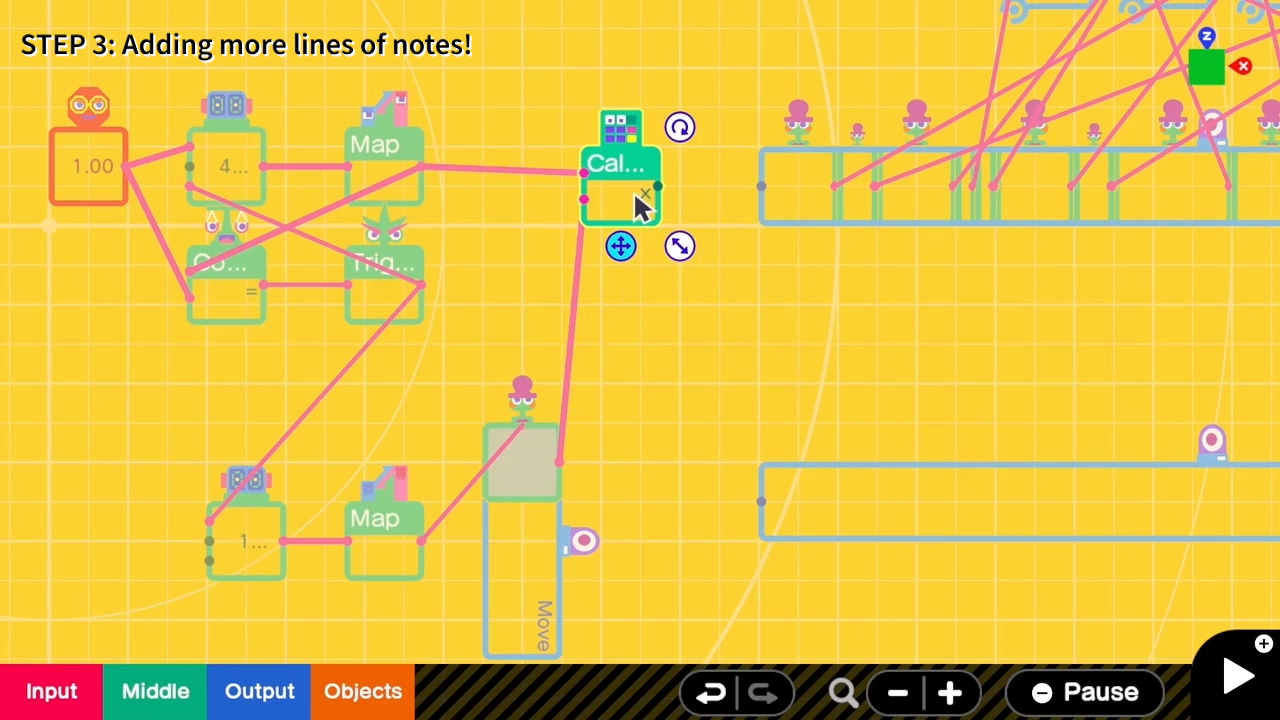 STEP 3: Adding more lines of notes!
Z
X
1.00
4...
Map
Cal...
×
Co...
=
Trig...
1...
Map
Move
Input
Middle
Output
Objects
Pause